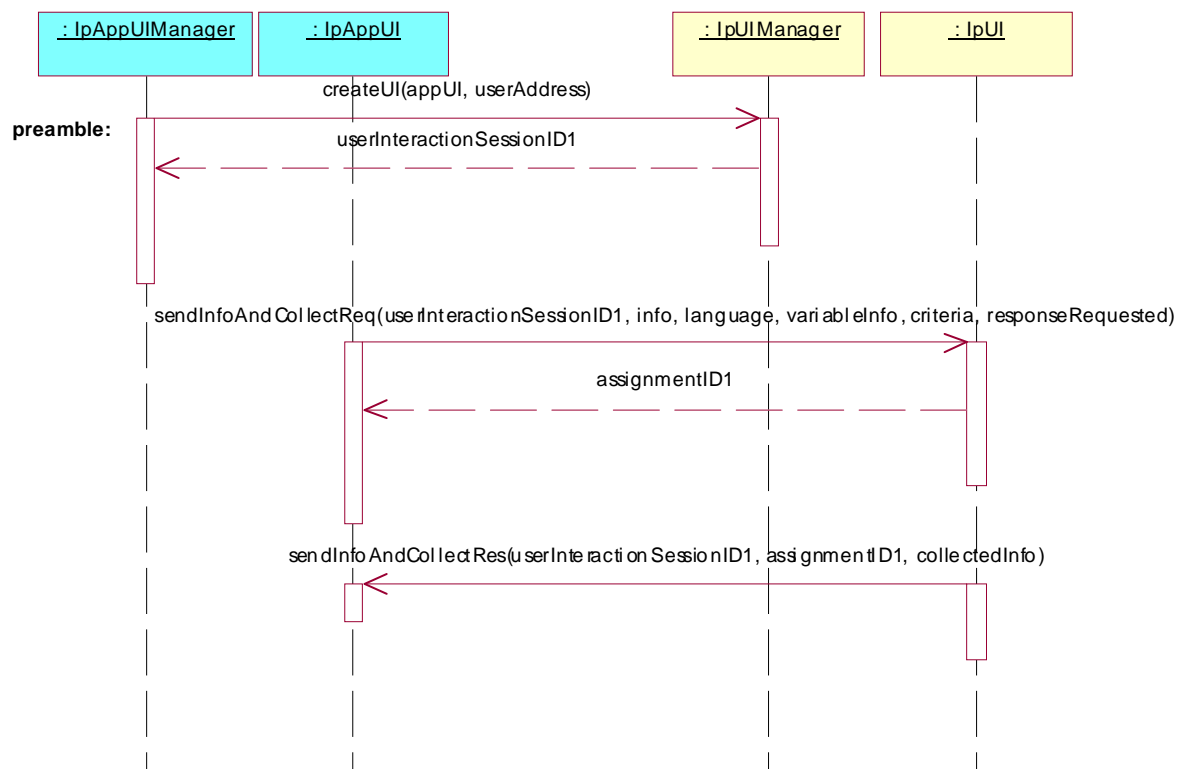 : IpAppUIManager
: IpAppUI
: IpUIManager
: IpUI
createUI(appUI, userAddress)
preamble:
userInteractionSessionID1
sendInfoAndCollectReq(userInteractionSessionID1, info, language, variableInfo, criteria, responseRequested)
assignmentID1
sendInfoAndCollectRes(userInteractionSessionID1, assignmentID1, collectedInfo)